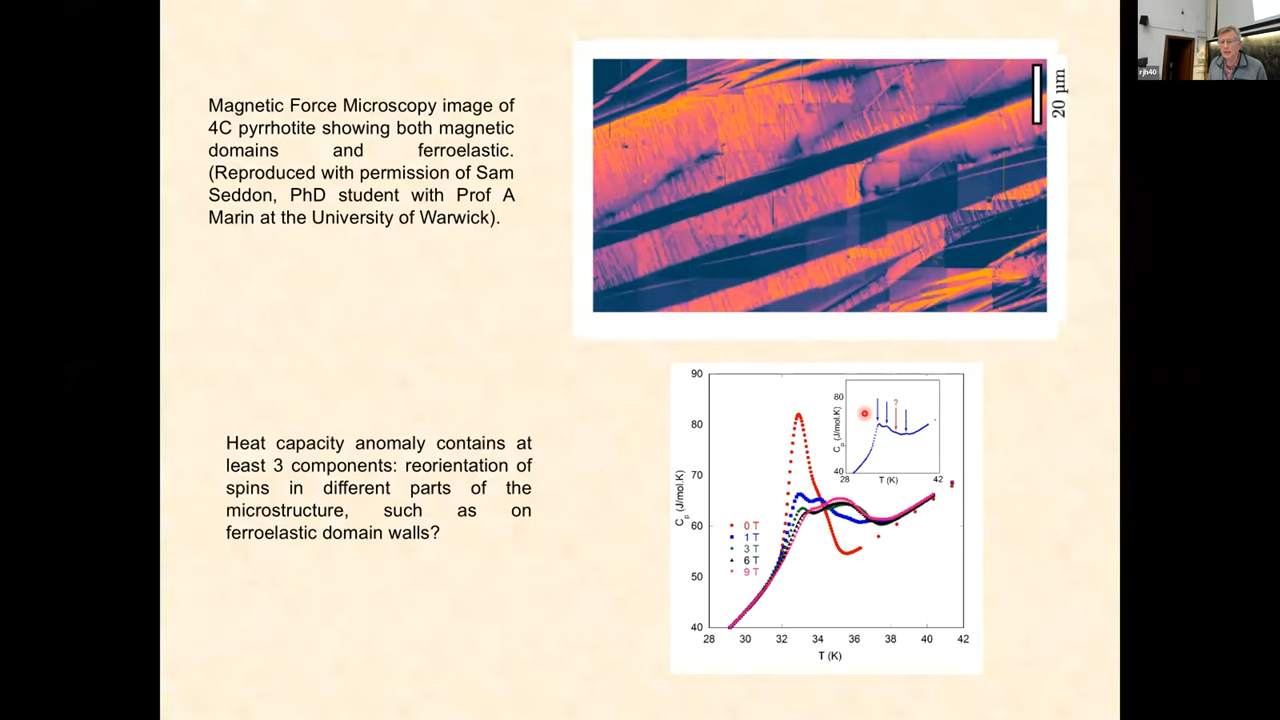 Magnetic Force Microscopy image of
4C pyrrhotite showing both magnetic
domains and ferroelastic.
(Reproduced with permission of Sam
Seddon, PhD student with Prof A
Marin at the University of Warwick).
20 µm
rjh40
Heat capacity anomaly contains at
least 3 components: reorientation of
spins in different parts of the
microstructure, such as on
ferroelastic domain walls?
90
80
70
60
50
40
C_p (J/mol.K)
28 30 32 34 36 38 40 42
T (K)
0 T
1 T
3 T
6 T
9 T
80
40
C_p (J/mol.K)
?
28 42
T (K)